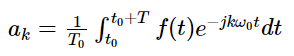 a_k = \frac{1}{T_0} \int_{t_0}^{t_0+T} f(t)e^{-jk\omega_0 t}dt